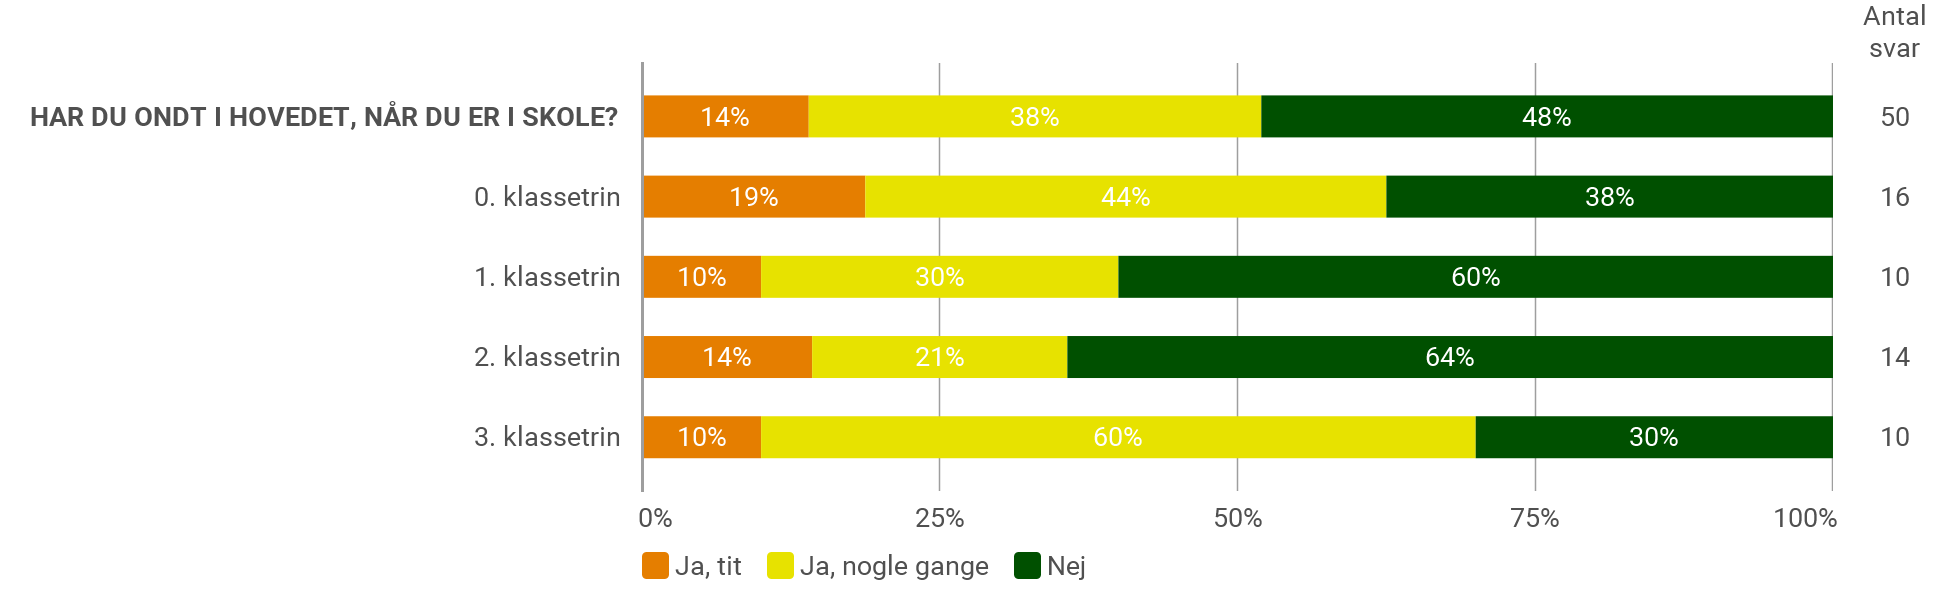 Antal
svar
HAR DU ONDT I HOVEDET, NÅR DU ER I SKOLE? 14% 38% 48% 50
0. klassetrin 19% 44% 38% 16
1. klassetrin 10% 30% 60% 10
2. klassetrin 14% 21% 64% 14
3. klassetrin 10% 60% 30% 10
0% 25% 50% 75% 100%
Ja, tit Ja, nogle gange Nej